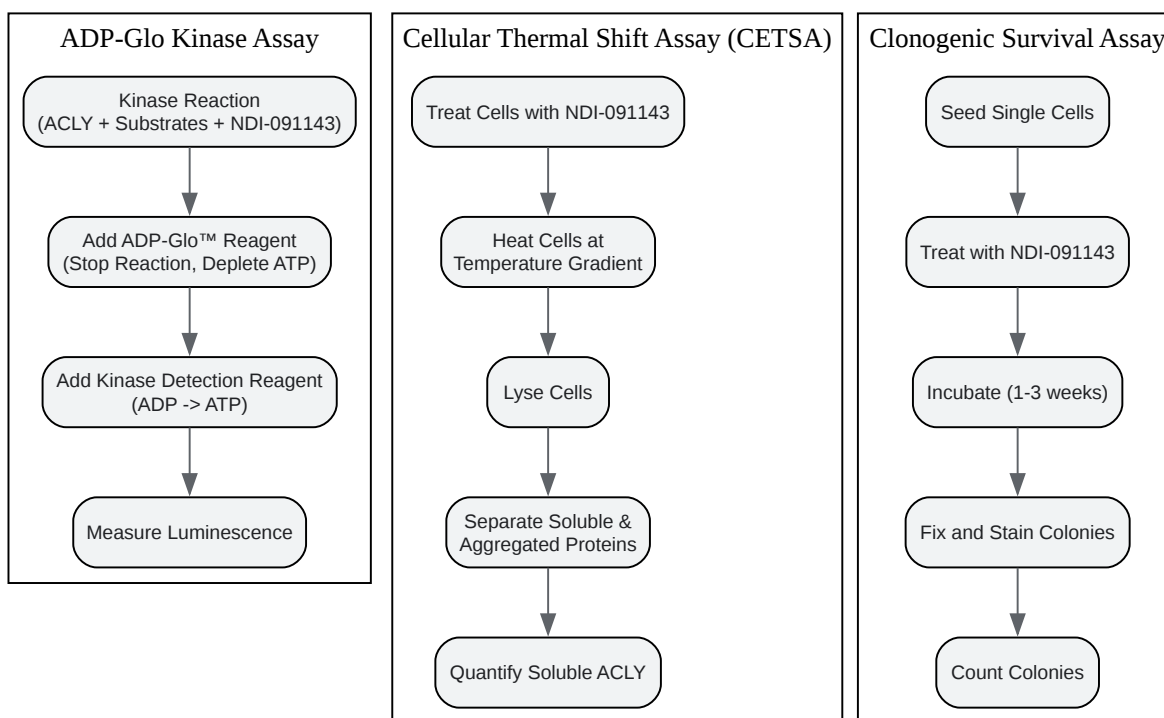 ADP-Glo Kinase Assay
Kinase Reaction
(ACLY + Substrates + NDI-091143)
Add ADP-Glo™ Reagent
(Stop Reaction, Deplete ATP)
Add Kinase Detection Reagent
(ADP -> ATP)
Measure Luminescence
Cellular Thermal Shift Assay (CETSA)
Treat Cells with NDI-091143
Heat Cells at
Temperature Gradient
Lyse Cells
Separate Soluble &
Aggregated Proteins
Quantify Soluble ACLY
Clonogenic Survival Assay
Seed Single Cells
Treat with NDI-091143
Incubate (1-3 weeks)
Fix and Stain Colonies
Count Colonies